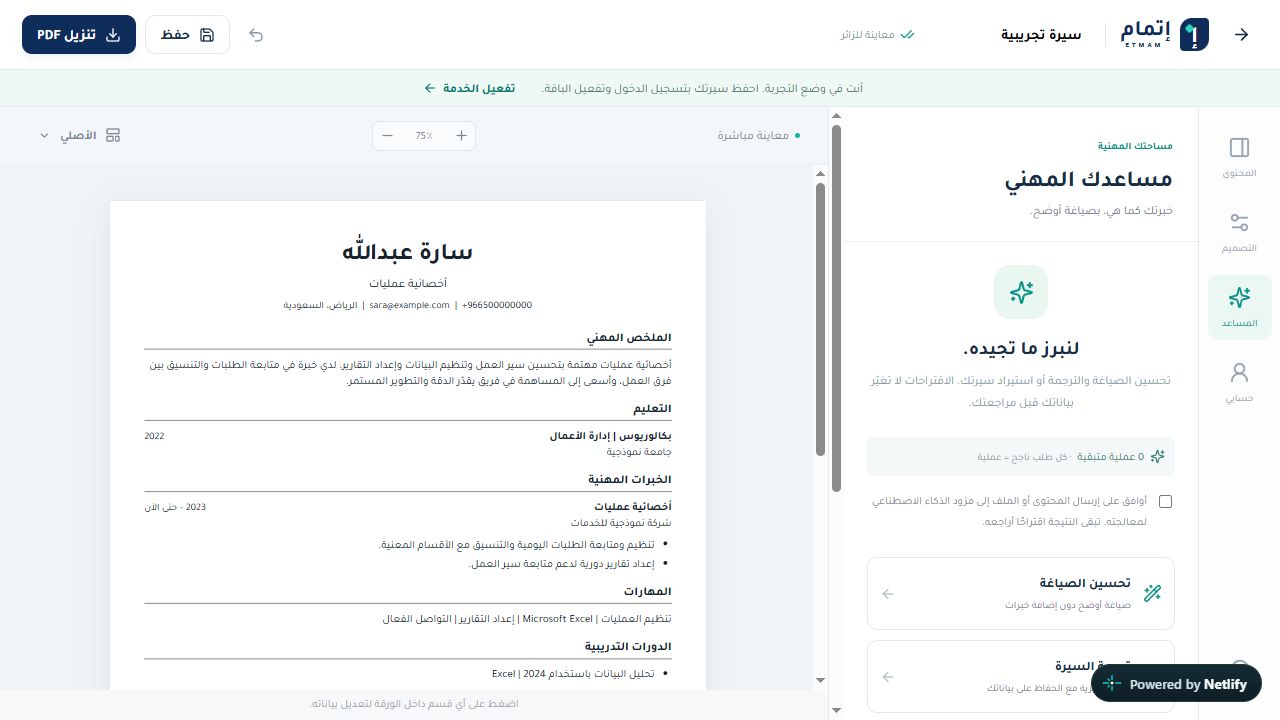 إتمام
ETMAM
سيرة تجريبية
معاينة للزائر
حفظ
تنزيل PDF
أنت في وضع التجربة. احفظ سيرتك بتسجيل الدخول وتفعيل الباقة.
تفعيل الخدمة
المحتوى
التصميم
المساعد
حسابي
مساحتك المهنية
مساعدك المهني
خبرتك كما هي، بصياغة أوضح.
لنبرز ما تجيده.
تحسين الصياغة والترجمة أو استيراد سيرتك. الاقتراحات لا تغيّر
بياناتك قبل مراجعتك.
0 عملية متبقية · كل طلب ناجح = عملية
أوافق على إرسال المحتوى أو الملف إلى مزود الذكاء الاصطناعي
لمعالجته. تبقى النتيجة اقتراحًا أراجعه.
تحسين الصياغة
صياغة أوضح دون إضافة خبرات
السيرة
مع الحفاظ على بياناتك
Powered by Netlify
معاينة مباشرة
75٪
الأصلي
سارة عبدالله
أخصائية عمليات
الرياض، السعودية | sara@example.com | +966500000000
الملخص المهني
أخصائية عمليات مهتمة بتحسين سير العمل وتنظيم البيانات وإعداد التقارير. لدي خبرة في متابعة الطلبات والتنسيق بين
فرق العمل، وأسعى إلى المساهمة في فريق يقدّر الدقة والتطوير المستمر.
التعليم
بكالوريوس | إدارة الأعمال 2022
جامعة نموذجية
الخبرات المهنية
أخصائية عمليات 2023 - حتى الآن
شركة نموذجية للخدمات
• تنظيم ومتابعة الطلبات اليومية والتنسيق مع الأقسام المعنية.
• إعداد تقارير دورية لدعم متابعة سير العمل.
المهارات
تنظيم العمليات | Microsoft Excel | إعداد التقارير | التواصل الفعال
الدورات التدريبية
• تحليل البيانات باستخدام Excel | 2024
اضغط على أي قسم داخل الورقة لتعديل بياناته.